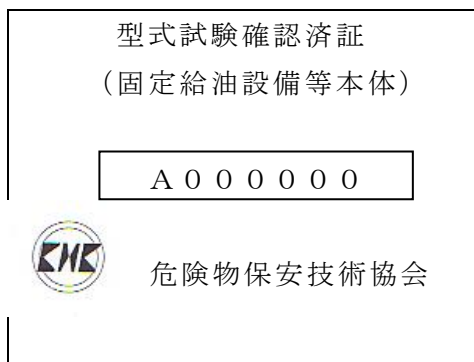 型式試験確認済証
（固定給油設備等本体）
Ａ００００００
KHK
危険物保安技術協会